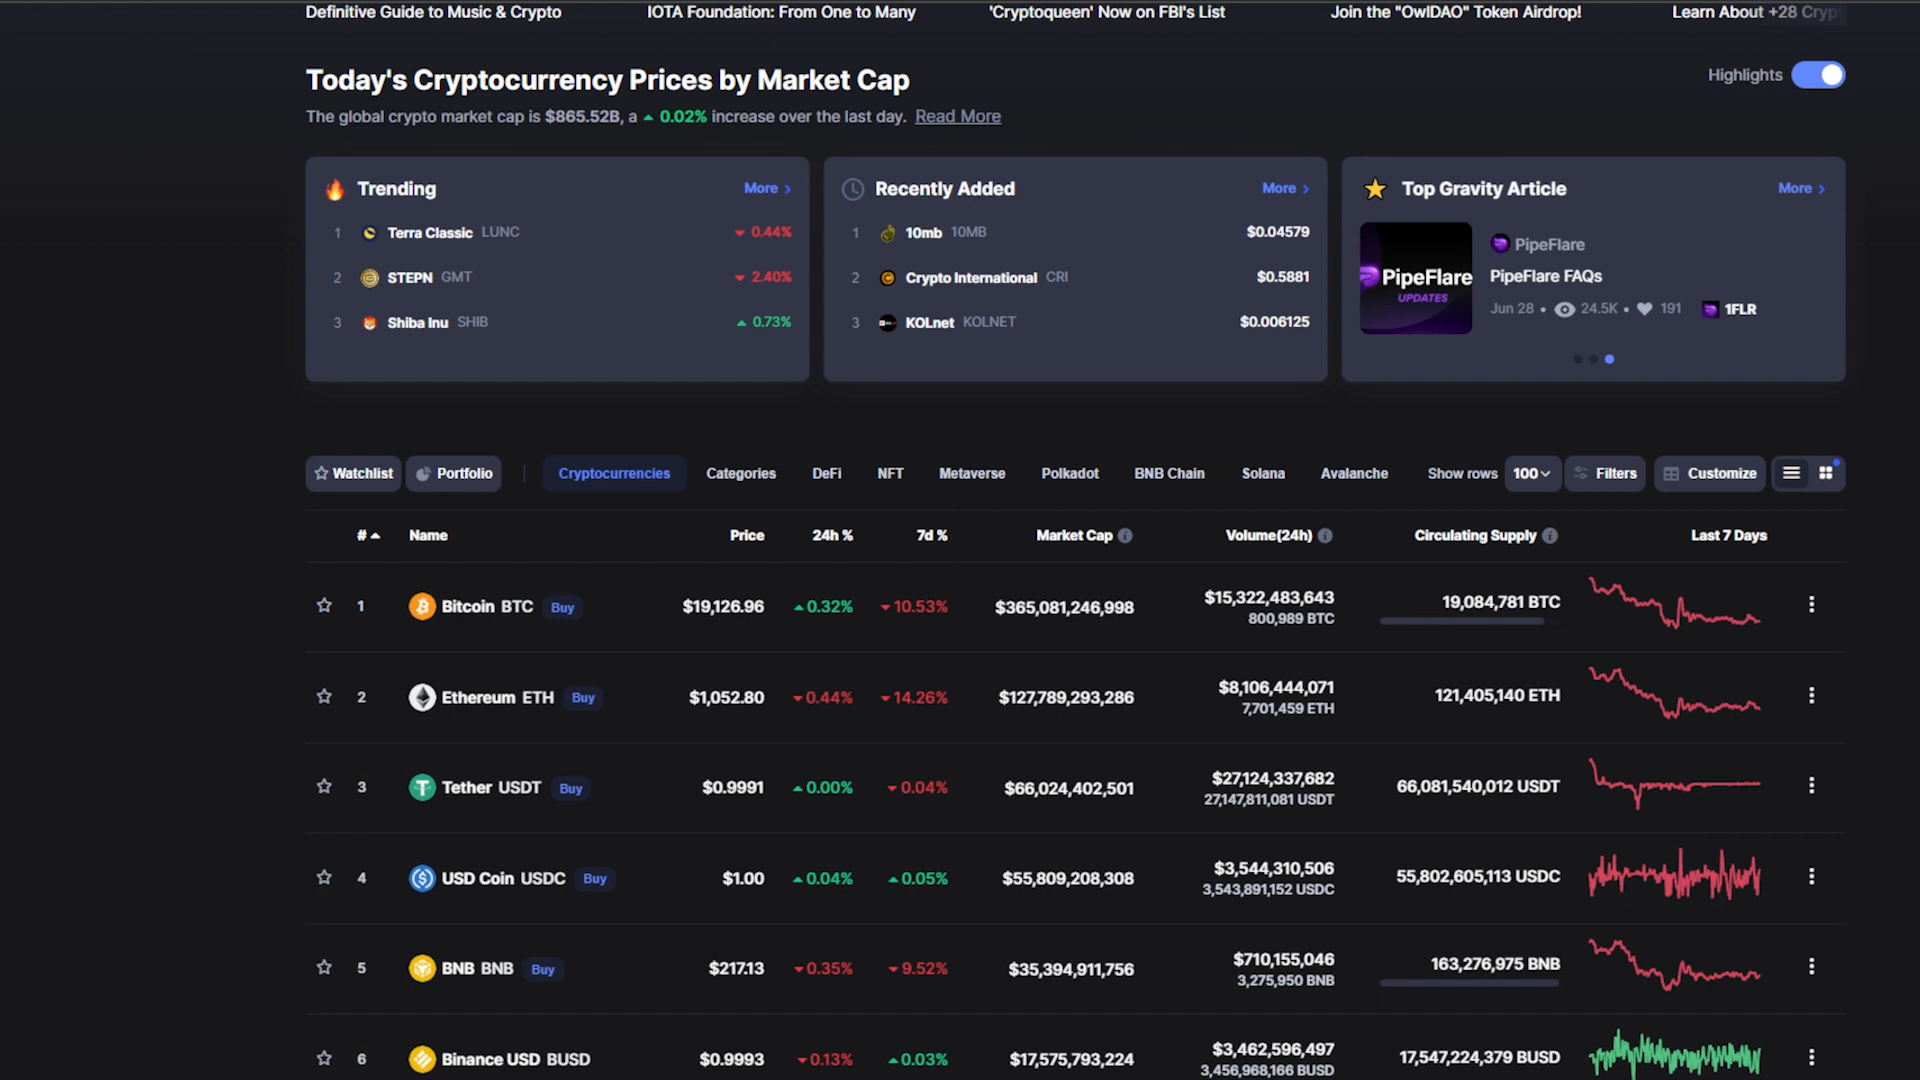 Definitive Guide to Music & Crypto IOTA Foundation: From One to Many 'Cryptoqueen' Now on FBI's List Join the "OwlDAO" Token Airdrop! Learn About +28 Crypt
Today's Cryptocurrency Prices by Market Cap Highlights
The global crypto market cap is $865.52B, a 0.02% increase over the last day. Read More
Trending More
1 Terra Classic LUNC 0.44%
2 STEPN GMT 2.40%
3 Shiba Inu SHIB 0.73%
Recently Added More
1 10mb 10MB $0.04579
2 Crypto International CRI $0.5881
3 KOLnet KOLNET $0.006125
Top Gravity Article More
PipeFlare
UPDATES
PipeFlare
PipeFlare FAQs
Jun 28 • 24.5K • 191 1FLR
Watchlist Portfolio Cryptocurrencies Categories DeFi NFT Metaverse Polkadot BNB Chain Solana Avalanche Show rows 100 Filters Customize
# Name Price 24h % 7d % Market Cap Volume(24h) Circulating Supply Last 7 Days
1 Bitcoin BTC Buy $19,126.96 0.32% 10.53% $365,081,246,998 $15,322,483,643 19,084,781 BTC
800,989 BTC
2 Ethereum ETH Buy $1,052.80 0.44% 14.26% $127,789,293,286 $8,106,444,071 121,405,140 ETH
7,701,459 ETH
3 Tether USDT Buy $0.9991 0.00% 0.04% $66,024,402,501 $27,124,337,682 66,081,540,012 USDT
27,147,811,081 USDT
4 USD Coin USDC Buy $1.00 0.04% 0.05% $55,809,208,308 $3,544,310,506 55,802,605,113 USDC
3,543,891,152 USDC
5 BNB BNB Buy $217.13 0.35% 9.52% $35,394,911,756 $710,155,046 163,276,975 BNB
3,275,950 BNB
6 Binance USD BUSD $0.9993 0.13% 0.03% $17,575,793,224 $3,462,596,497 17,547,224,379 BUSD
3,456,968,166 BUSD